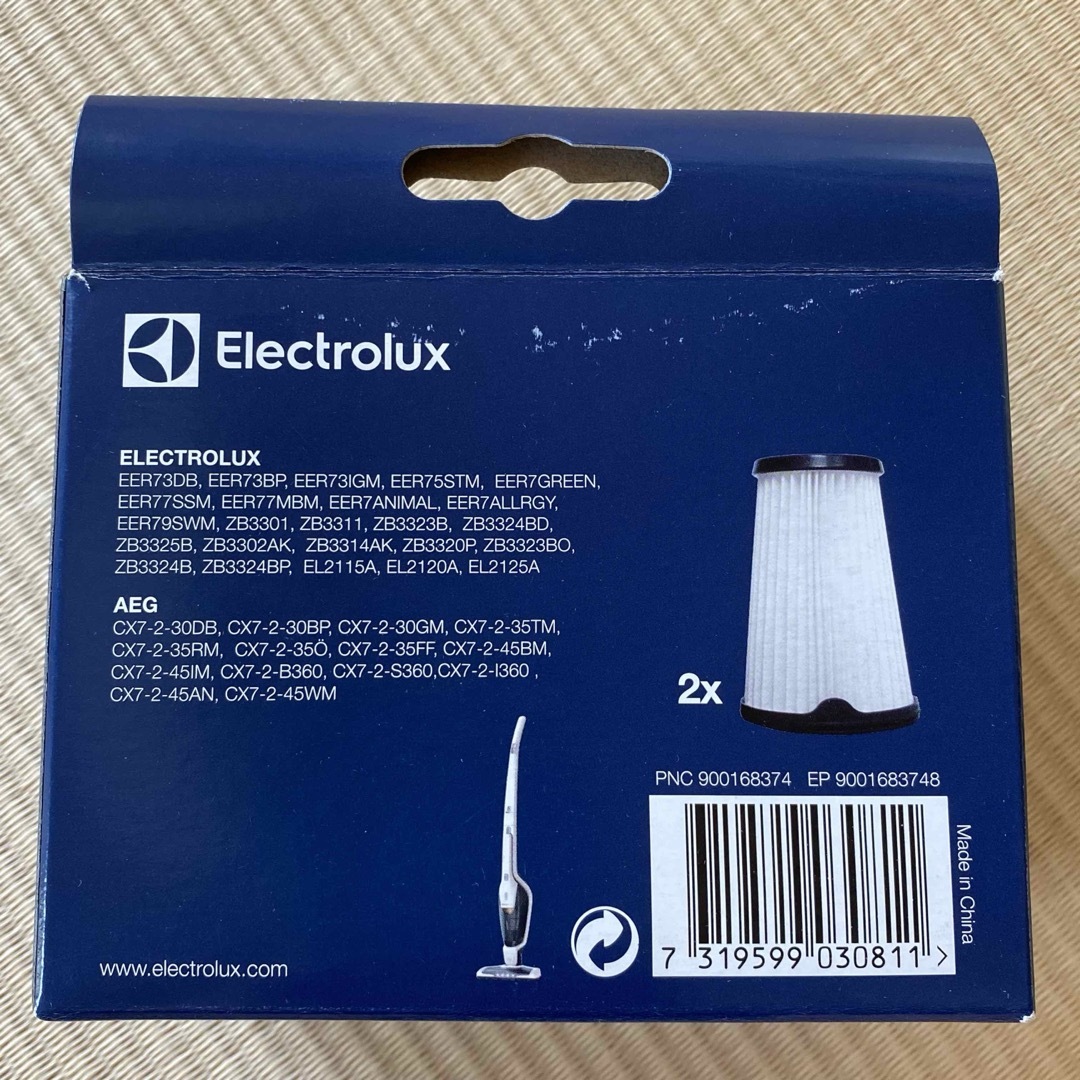 Electrolux
ELECTROLUX
EER73DB, EER73BP, EER73IGM, EER75STM, EER7GREEN,
EER77SSM, EER77MBM, EER7ANIMAL, EER7ALLRGY,
EER79SWM, ZB3301, ZB3311, ZB3323B, ZB3324BD,
ZB3325B, ZB3302AK, ZB3314AK, ZB3320P, ZB3323BO,
ZB3324B, ZB3324BP, EL2115A, EL2120A, EL2125A
AEG
CX7-2-30DB, CX7-2-30BP, CX7-2-30GM, CX7-2-35TM,
CX7-2-35RM, CX7-2-35Ö, CX7-2-35FF, CX7-2-45BM,
CX7-2-45IM, CX7-2-B360, CX7-2-S360,CX7-2-I360 ,
CX7-2-45AN, CX7-2-45WM
2x
PNC 900168374 EP 9001683748
Made in China
7 319599 030811 >
www.electrolux.com